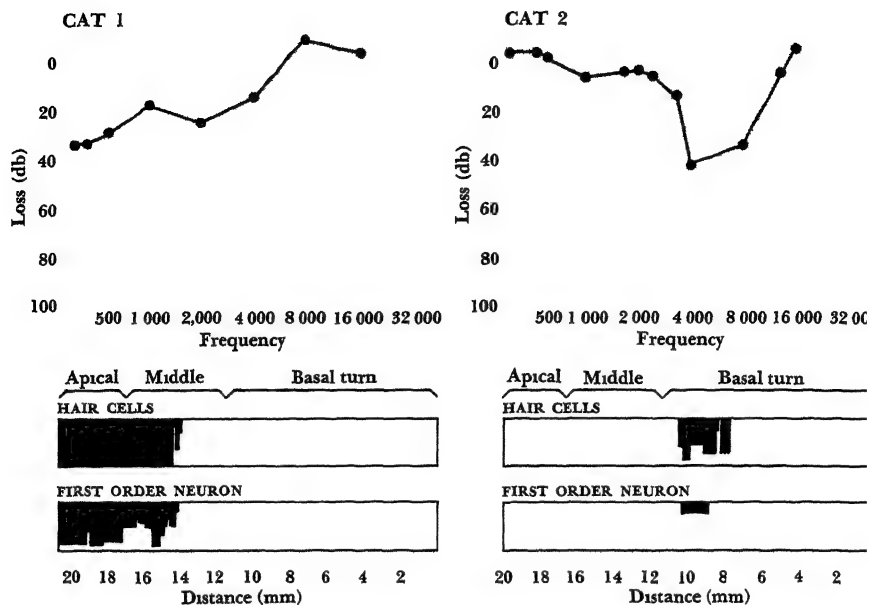 CAT 1
0
20
40
60
80
100
Loss (db)
500 1 000 2,000 4 000 8 000 16 000 32 000
Frequency
Apical Middle Basal turn
HAIR CELLS
FIRST ORDER NEURON
20 18 16 14 12 10 8 6 4 2
Distance (mm)
CAT 2
0
20
40
60
80
100
Loss (db)
500 1 000 2 000 4 000 8 000 16 000 32 00
Frequency
Apical Middle Basal turn
HAIR CELLS
FIRST ORDER NEURON
20 18 16 14 12 10 8 6 4 2
Distance (mm)